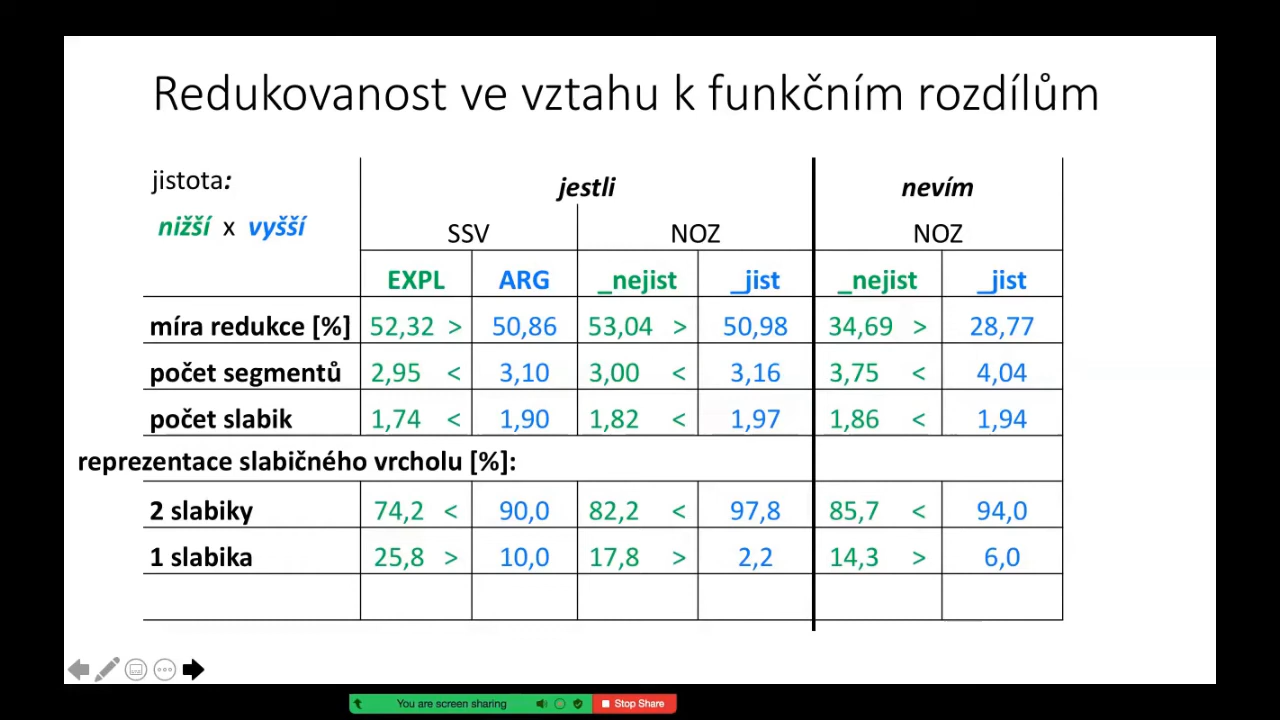 Redukovanost ve vztahu k funkčním rozdílům
jistota:
nižší x vyšší
jestli nevím
SSV NOZ NOZ
EXPL ARG _nejist _jist _nejist _jist
míra redukce [%] 52,32 > 50,86 53,04 > 50,98 34,69 > 28,77
počet segmentů 2,95 < 3,10 3,00 < 3,16 3,75 < 4,04
počet slabik 1,74 < 1,90 1,82 < 1,97 1,86 < 1,94
reprezentace slabičného vrcholu [%]:
2 slabiky 74,2 < 90,0 82,2 < 97,8 85,7 < 94,0
1 slabika 25,8 > 10,0 17,8 > 2,2 14,3 > 6,0
You are screen sharing Stop Share